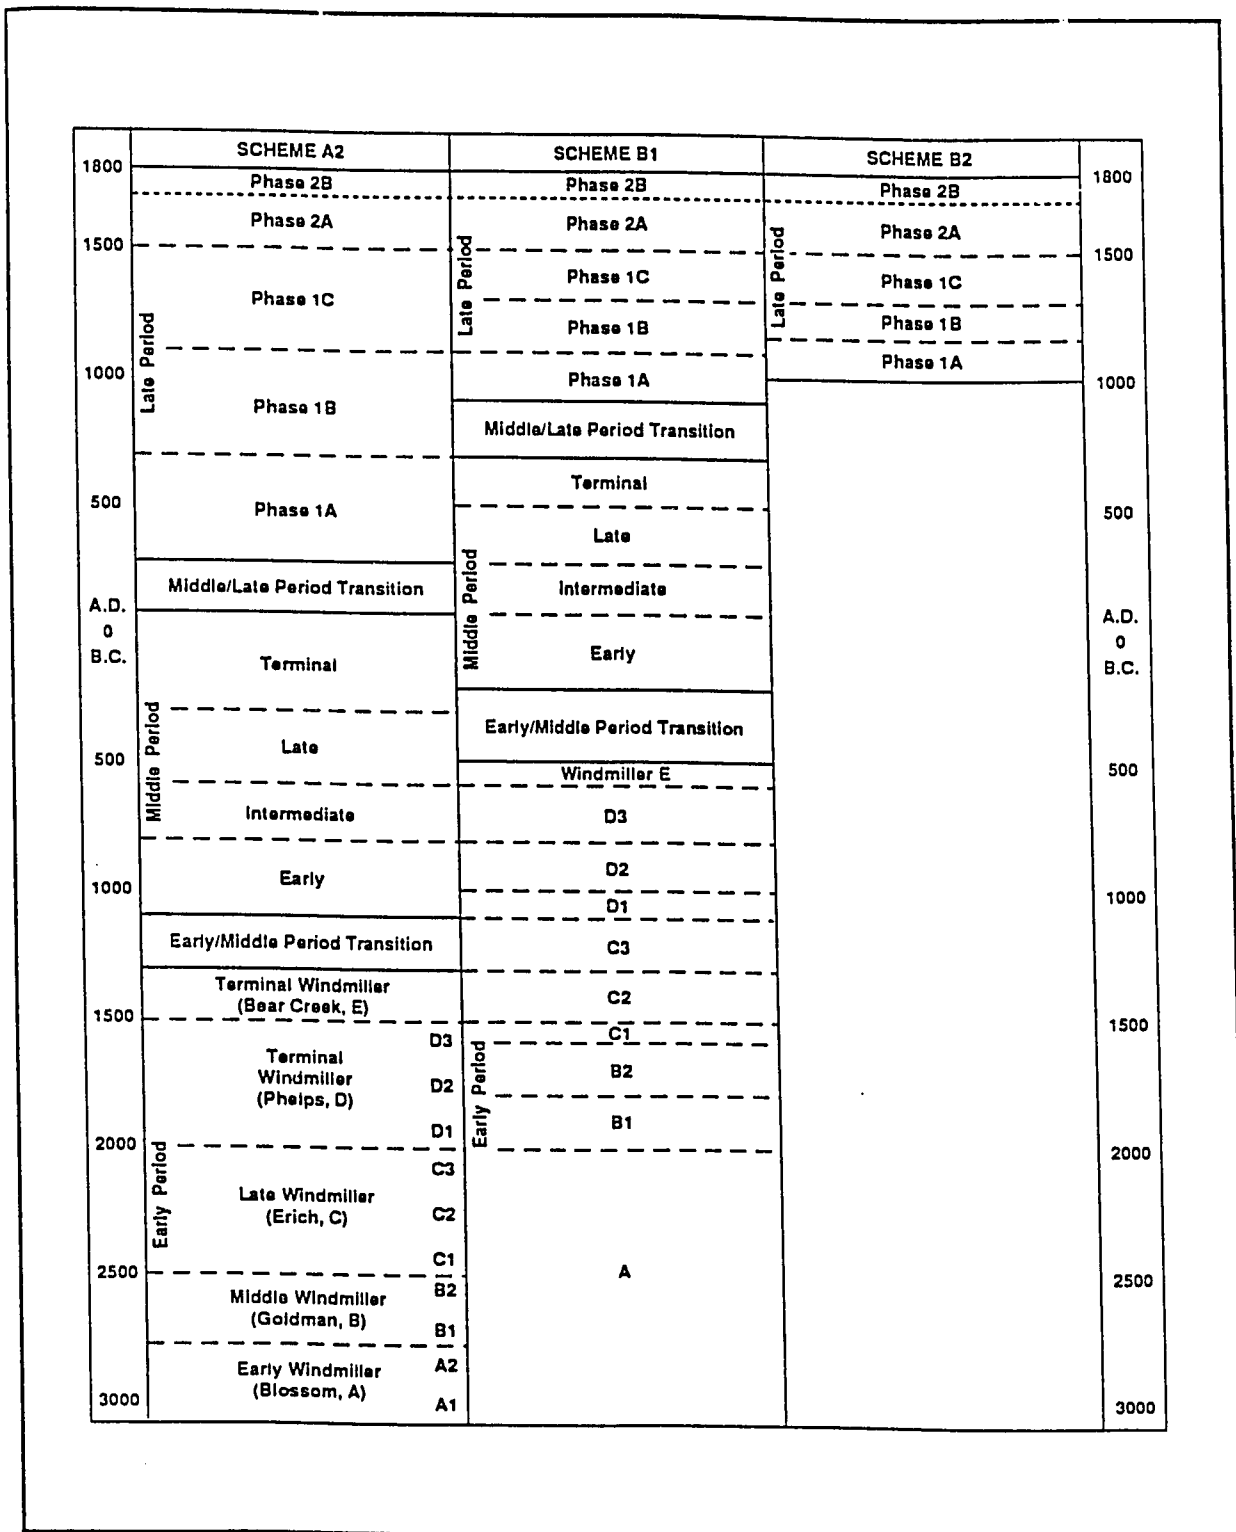 SCHEME A2
SCHEME B1
SCHEME B2
1800
Phase 2B
Phase 2B
Phase 2B
1800
Phase 2A
Phase 2A
Phase 2A
1500
1500
Late Period
Late Period
Late Period
Phase 1C
Phase 1C
Phase 1C
Phase 1B
Phase 1B
1000
Phase 1A
Phase 1A
1000
Phase 1B
Middle/Late Period Transition
500
Phase 1A
Terminal
500
Late
Middle/Late Period Transition
Middle Period
Intermediate
A.D.
0
B.C.
A.D.
0
B.C.
Terminal
Early
Middle Period
Late
Early/Middle Period Transition
500
Windmiller E
500
Intermediate
D3
Early
D2
1000
D1
1000
Early/Middle Period Transition
C3
Terminal Windmiller
(Bear Creek, E)
C2
1500
C1
1500
Terminal
Windmiller
(Phelps, D)
D3
D2
D1
Early Period
B2
B1
2000
2000
Early Period
Late Windmiller
(Erich, C)
C3
C2
C1
A
2500
2500
Middle Windmiller
(Goldman, B)
B2
B1
Early Windmiller
(Blossom, A)
A2
A1
3000
3000